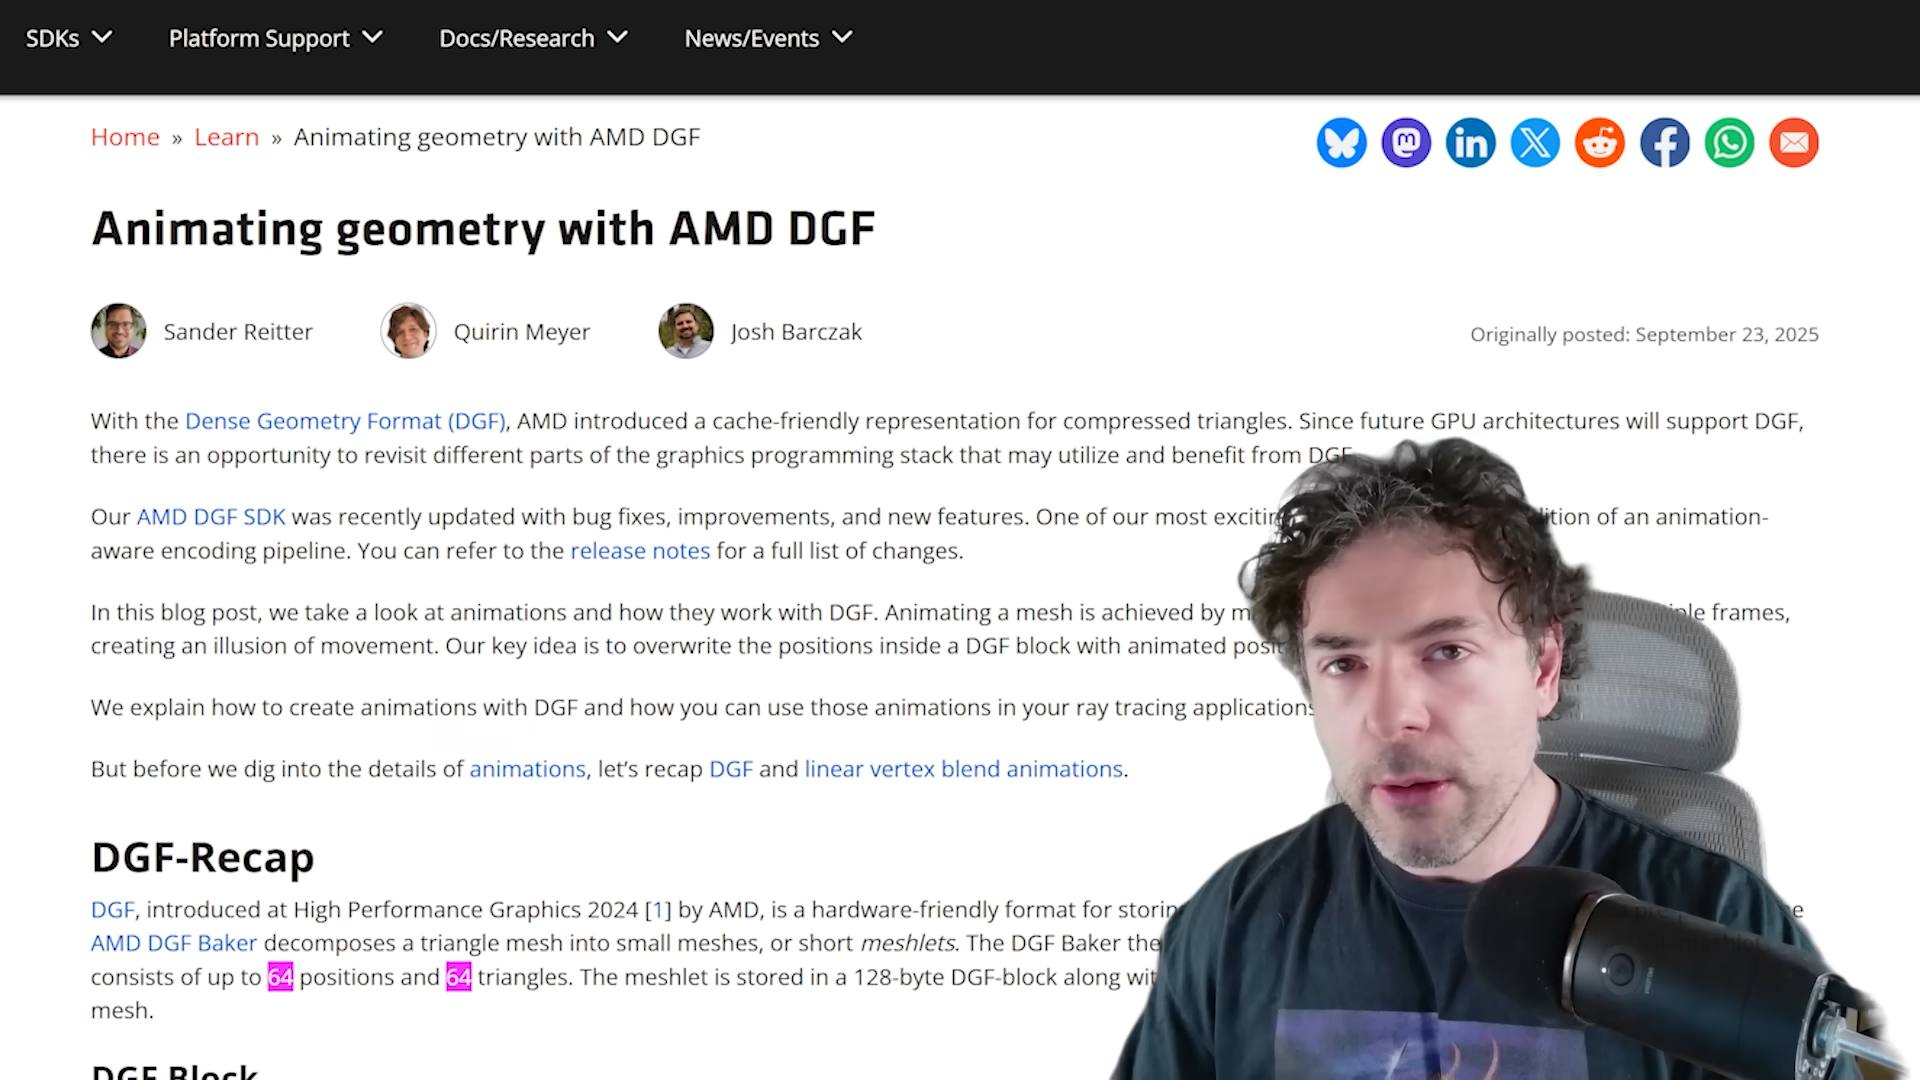 SDKs Platform Support Docs/Research News/Events
Home » Learn » Animating geometry with AMD DGF
Animating geometry with AMD DGF
Sander Reitter Quirin Meyer Josh Barczak
Originally posted: September 23, 2025
With the Dense Geometry Format (DGF), AMD introduced a cache-friendly representation for compressed triangles. Since future GPU architectures will support DGF,
there is an opportunity to revisit different parts of the graphics programming stack that may utilize and benefit from DGF
Our AMD DGF SDK was recently updated with bug fixes, improvements, and new features. One of our most of an animation-
aware encoding pipeline. You can refer to the release notes for a full list of changes.
In this blog post, we take a look at animations and how they work with DGF. Animating a mesh is achieved by frames,
creating an illusion of movement. Our key idea is to overwrite the positions inside a DGF block with animated
We explain how to create animations with DGF and how you can use those animations in your ray tracing applications
But before we dig into the details of animations, let's recap DGF and linear vertex blend animations.
DGF-Recap
DGF, introduced at High Performance Graphics 2024 [1] by AMD, is a hardware-friendly format for
AMD DGF Baker decomposes a triangle mesh into small meshes, or short meshlets. The DGF Baker
consists of up to 64 positions and 64 triangles. The meshlet is stored in a 128-byte DGF-block along
mesh.
DGF Block